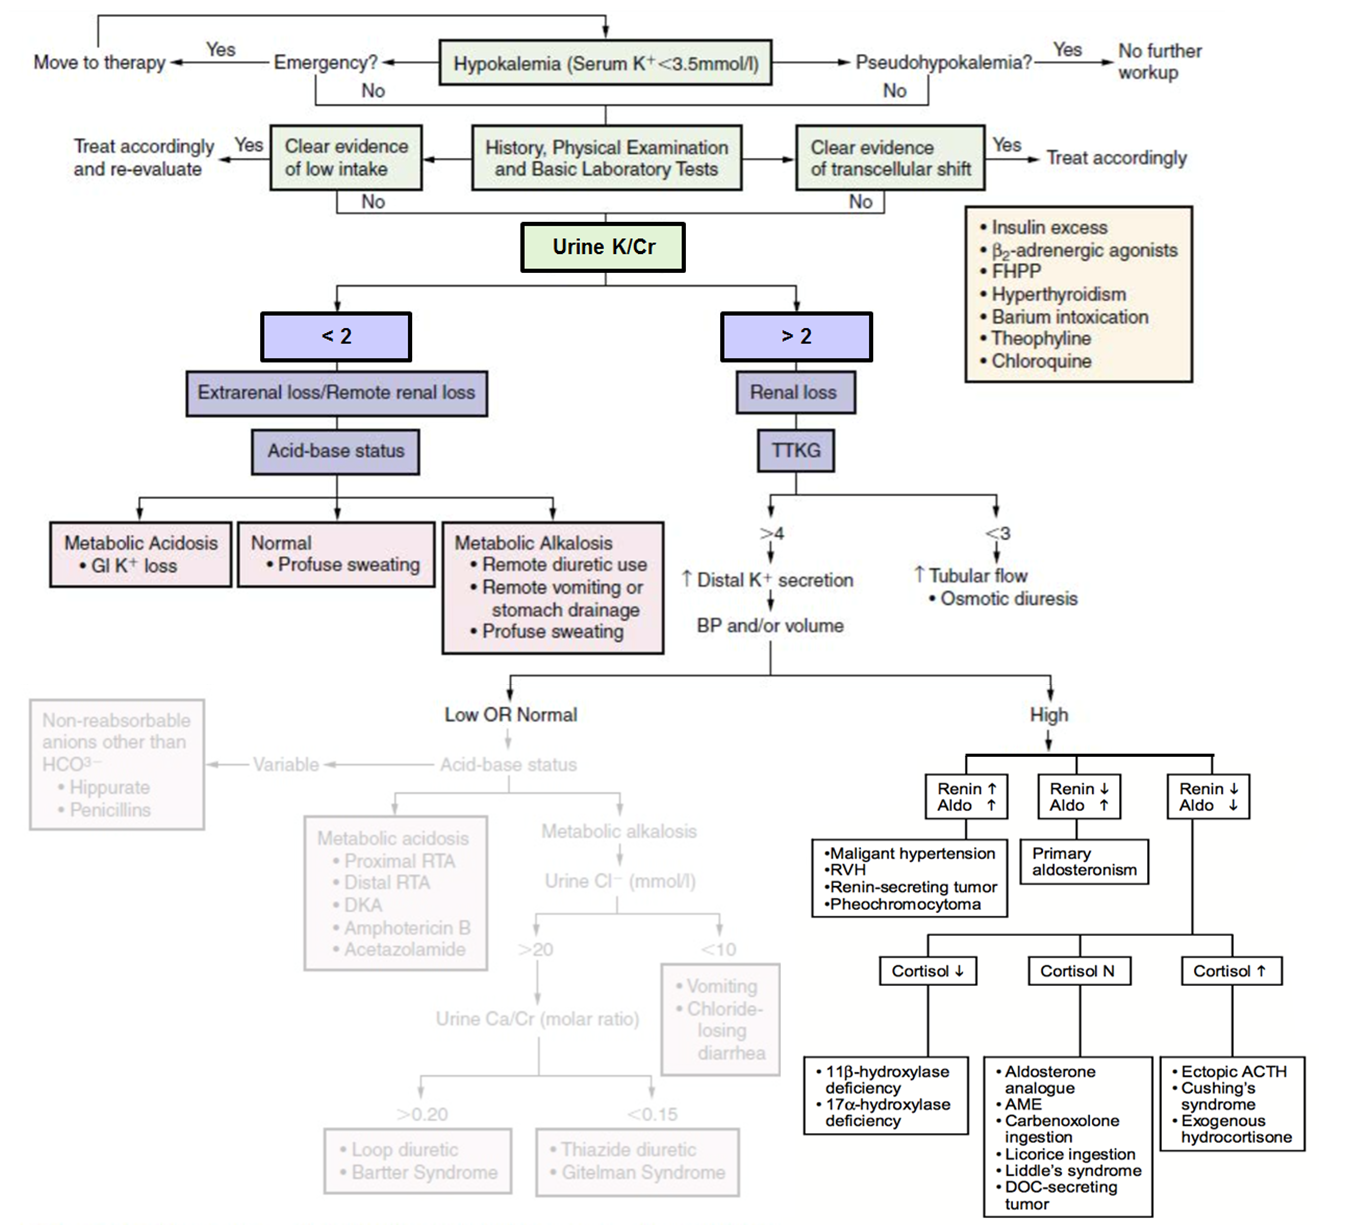 Yes
Yes
Move to therapy
Emergency?
Hypokalemia (Serum K+<3.5mmol/l)
Pseudohypokalemia?
No further
workup
No
No
Treat accordingly
and re-evaluate
Yes
Clear evidence
of low intake
History, Physical Examination
and Basic Laboratory Tests
Clear evidence
of transcellular shift
Yes
Treat accordingly
No
No
Urine K/Cr
• Insulin excess
• β2-adrenergic agonists
• FHPP
• Hyperthyroidism
• Barium intoxication
• Theophyline
• Chloroquine
< 2
> 2
Extrarenal loss/Remote renal loss
Renal loss
Acid-base status
TTKG
Metabolic Acidosis
• GI K+ loss
Normal
• Profuse sweating
Metabolic Alkalosis
• Remote diuretic use
• Remote vomiting or
stomach drainage
• Profuse sweating
>4
<3
↑ Distal K+ secretion
↑ Tubular flow
• Osmotic diuresis
BP and/or volume
Low OR Normal
High
Non-reabsorbable
anions other than
HCO3−
• Hippurate
• Penicillins
Variable
Acid-base status
Metabolic acidosis
• Proximal RTA
• Distal RTA
• DKA
• Amphotericin B
• Acetazolamide
Metabolic alkalosis
Urine Cl− (mmol/l)
>20
<10
• Vomiting
• Chloride-
losing
diarrhea
Urine Ca/Cr (molar ratio)
>0.20
<0.15
• Loop diuretic
• Bartter Syndrome
• Thiazide diuretic
• Gitelman Syndrome
Renin ↑
Aldo ↑
Renin ↓
Aldo ↑
Renin ↓
Aldo ↓
•Maligant hypertension
•RVH
•Renin-secreting tumor
•Pheochromocytoma
Primary
aldosteronism
Cortisol ↓
Cortisol N
Cortisol ↑
• 11β-hydroxylase
deficiency
• 17α-hydroxylase
deficiency
• Aldosterone
analogue
• AME
• Carbenoxolone
ingestion
• Licorice ingestion
• Liddle's syndrome
• DOC-secreting
tumor
• Ectopic ACTH
• Cushing's
syndrome
• Exogenous
hydrocortisone